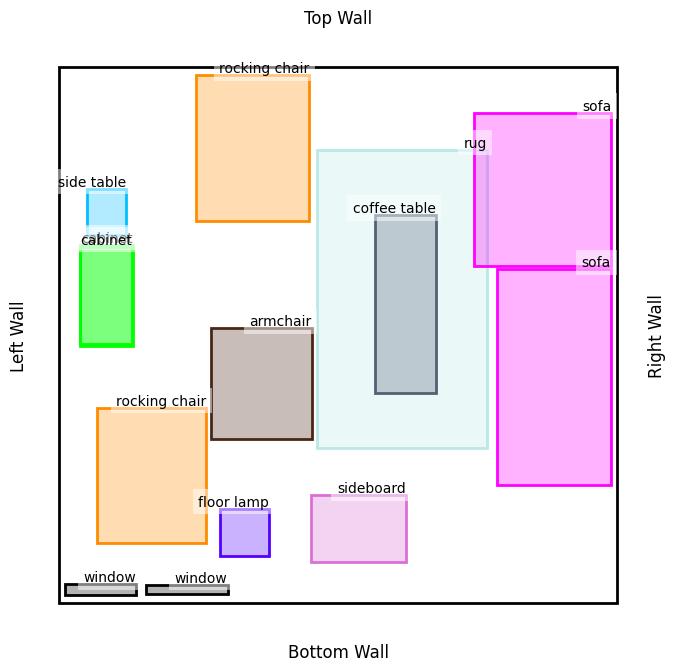 Top Wall
rocking chair
sofa
rug
side table
coffee table
cabinet
sofa
Left Wall
Right Wall
armchair
rocking chair
sideboard
floor lamp
window
window
Bottom Wall